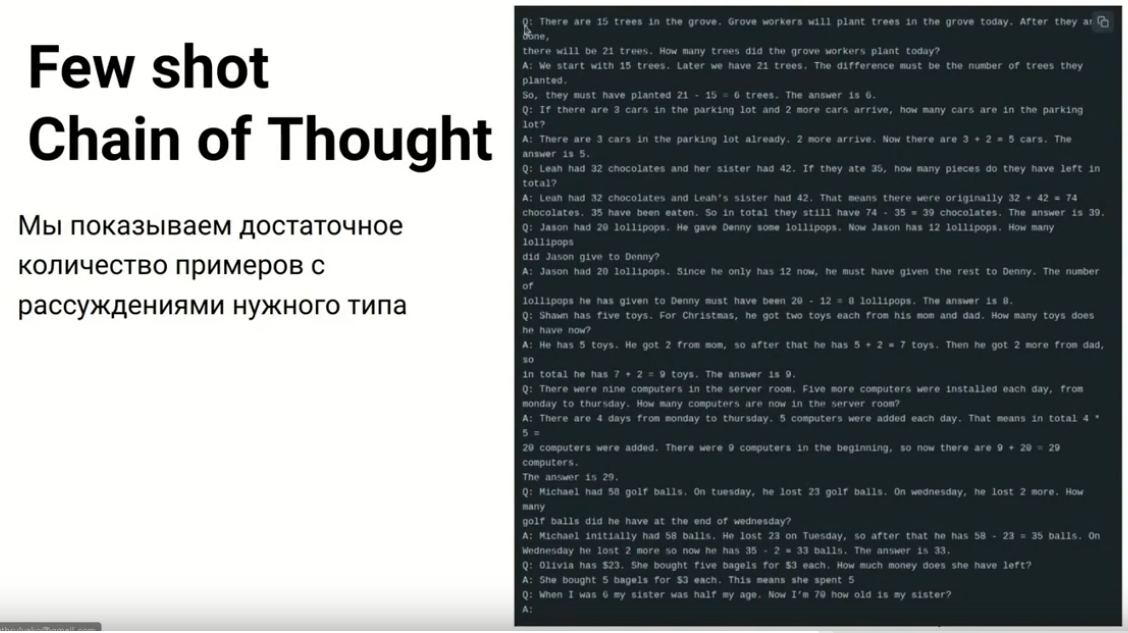 Few shot
Chain of Thought
Мы показываем достаточное
количество примеров с
рассуждениями нужного типа
Q: There are 15 trees in the grove. Grove workers will plant trees in the grove today. After they are
done,
there will be 21 trees. How many trees did the grove workers plant today?
A: We start with 15 trees. Later we have 21 trees. The difference must be the number of trees they
planted.
So, they must have planted 21 - 15 = 6 trees. The answer is 6.
Q: If there are 3 cars in the parking lot and 2 more cars arrive, how many cars are in the parking
lot?
A: There are 3 cars in the parking lot already. 2 more arrive. Now there are 3 + 2 = 5 cars. The
answer is 5.
Q: Leah had 32 chocolates and her sister had 42. If they ate 35, how many pieces do they have left in
total?
A: Leah had 32 chocolates and Leah's sister had 42. That means there were originally 32 + 42 = 74
chocolates. 35 have been eaten. So in total they still have 74 - 35 = 39 chocolates. The answer is 39.
Q: Jason had 20 lollipops. He gave Denny some lollipops. Now Jason has 12 lollipops. How many
lollipops
did Jason give to Denny?
A: Jason had 20 lollipops. Since he only has 12 now, he must have given the rest to Denny. The number
of
lollipops he has given to Denny must have been 20 - 12 = 8 lollipops. The answer is 8.
Q: Shawn has five toys. For Christmas, he got two toys each from his mom and dad. How many toys does
he have now?
A: He has 5 toys. He got 2 from mom, so after that he has 5 + 2 = 7 toys. Then he got 2 more from dad,
so
in total he has 7 + 2 = 9 toys. The answer is 9.
Q: There were nine computers in the server room. Five more computers were installed each day, from
monday to thursday. How many computers are now in the server room?
A: There are 4 days from monday to thursday. 5 computers were added each day. That means in total 4 *
5 =
20 computers were added. There were 9 computers in the beginning, so now there are 9 + 20 = 29
computers.
The answer is 29.
Q: Michael had 58 golf balls. On tuesday, he lost 23 golf balls. On wednesday, he lost 2 more. How
many
golf balls did he have at the end of wednesday?
A: Michael initially had 58 balls. He lost 23 on Tuesday, so after that he has 58 - 23 = 35 balls. On
Wednesday he lost 2 more so now he has 35 - 2 = 33 balls. The answer is 33.
Q: Olivia has $23. She bought five bagels for $3 each. How much money does she have left?
A: She bought 5 bagels for $3 each. This means she spent 5
Q: When I was 6 my sister was half my age. Now I'm 70 how old is my sister?
A: